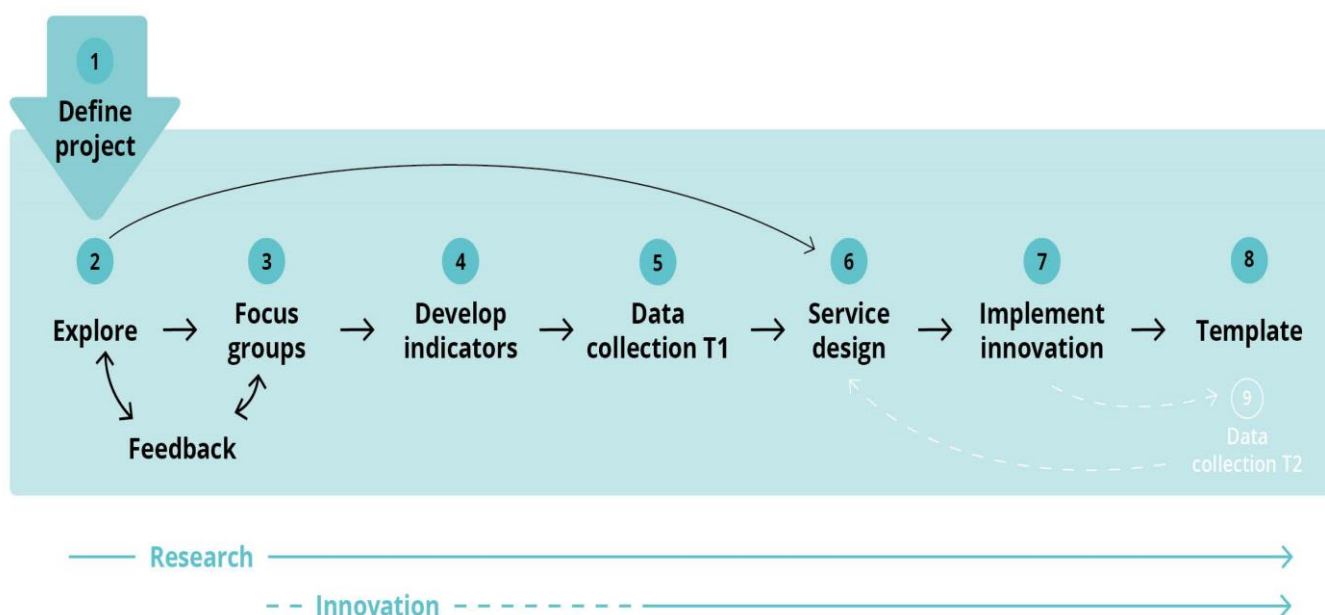 1
Define
project
2
3
4
5
6
7
8
Explore
Focus
groups
Develop
indicators
Data
collection T1
Service
design
Implement
innovation
Template
Feedback
9
Data
collection T2
Research
Innovation